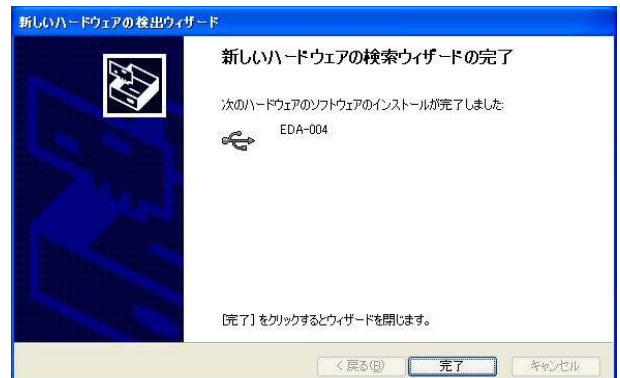 新しいハードウェアの検出ウィザード
新しいハードウェアの検索ウィザードの完了
次のハードウェアのソフトウェアのインストールが完了しました:
EDA-004
[完了] をクリックするとウィザードを閉じます。
< 戻る(B)
完了
キャンセル